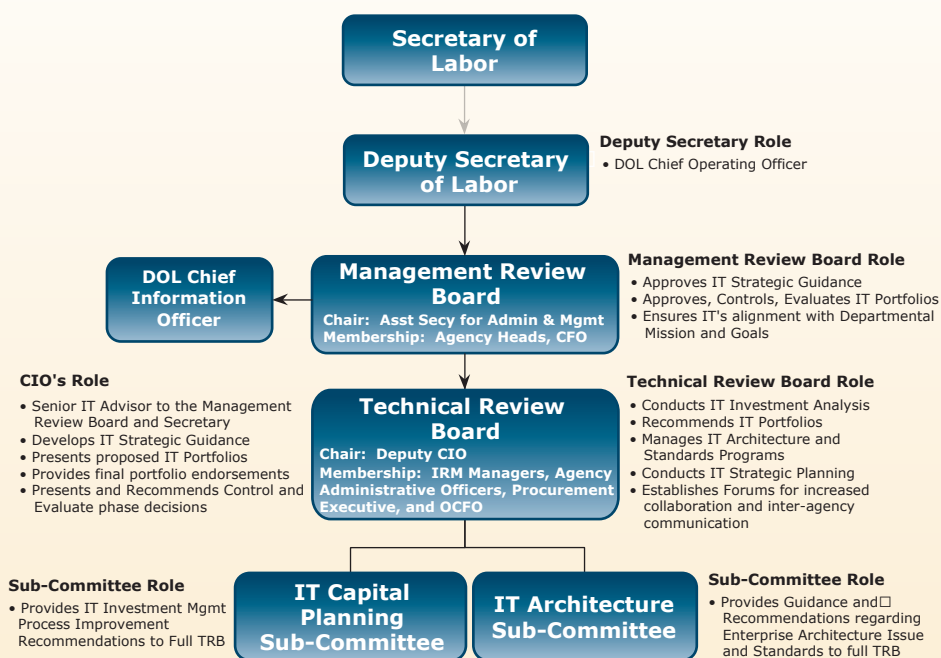 Secretary of
Labor
Deputy Secretary
of Labor
Deputy Secretary Role
• DOL Chief Operating Officer
DOL Chief
Information
Officer
Management Review
Board
Chair: Asst Secy for Admin & Mgmt
Membership: Agency Heads, CFO
Management Review Board Role
• Approves IT Strategic Guidance
• Approves, Controls, Evaluates IT Portfolios
• Ensures IT's alignment with Departmental
Mission and Goals
CIO's Role
• Senior IT Advisor to the Management
Review Board and Secretary
• Develops IT Strategic Guidance
• Presents proposed IT Portfolios
• Provides final portfolio endorsements
• Presents and Recommends Control and
Evaluate phase decisions
Technical Review
Board
Chair: Deputy CIO
Membership: IRM Managers, Agency
Administrative Officers, Procurement
Executive, and OCFO
Technical Review Board Role
• Conducts IT Investment Analysis
• Recommends IT Portfolios
• Manages IT Architecture and
Standards Programs
• Conducts IT Strategic Planning
• Establishes Forums for increased
collaboration and inter-agency
communication
Sub-Committee Role
• Provides IT Investment Mgmt
Process Improvement
Recommendations to Full TRB
IT Capital
Planning
Sub-Committee
IT Architecture
Sub-Committee
Sub-Committee Role
• Provides Guidance and□
Recommendations regarding
Enterprise Architecture Issue
and Standards to full TRB